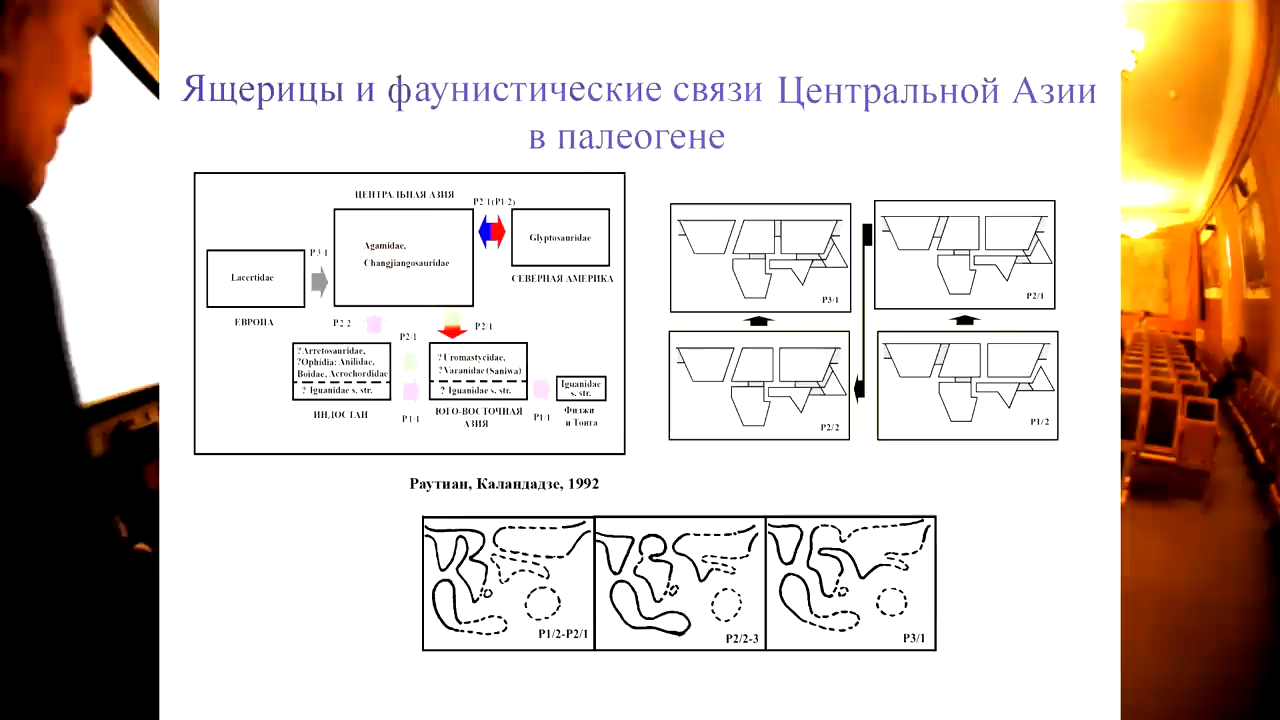 Ящерицы и фаунистические связи Центральной Азии
в палеогене
ЦЕНТРАЛЬНАЯ АЗИЯ
P2/1(P1/2)
Agamidae,
Changjiangosauridae
Glyptosauridae
СЕВЕРНАЯ АМЕРИКА
P3/1
Lacertidae
ЕВРОПА
P2/2
P2/1
P2/1
?Arretosauridae,
?Ophidia: Anilidae,
Boidae, Acrochordidae
? Iguanidae s. str.
ИНДОСТАН
P1/1
? Uromastycidae,
? Varanidae (Saniwa)
? Iguanidae s. str.
ЮГО-ВОСТОЧНАЯ
АЗИЯ
P1/1
Iguanidae
s. str.
Фиджи
и Тонга
P3/1
P2/1
P2/2
P1/2
Раутиан, Каландадзе, 1992
P1/2-P2/1
P2/2-3
P3/1